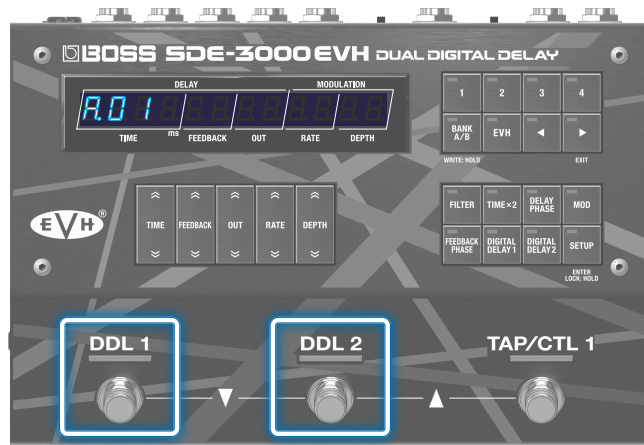 BOSS SDE-3000EVH DUAL DIGITAL DELAY
DELAY MODULATION
A.01
TIME ms FEEDBACK OUT RATE DEPTH
1 2 3 4
BANK A/B EVH
WRITE: HOLD EXIT
TIME FEEDBACK OUT RATE DEPTH
FILTER TIME×2 DELAY PHASE MOD
FEEDBACK PHASE DIGITAL DELAY 1 DIGITAL DELAY 2 SETUP
ENTER
LOCK: HOLD
EVH®
DDL 1 DDL 2 TAP/CTL 1